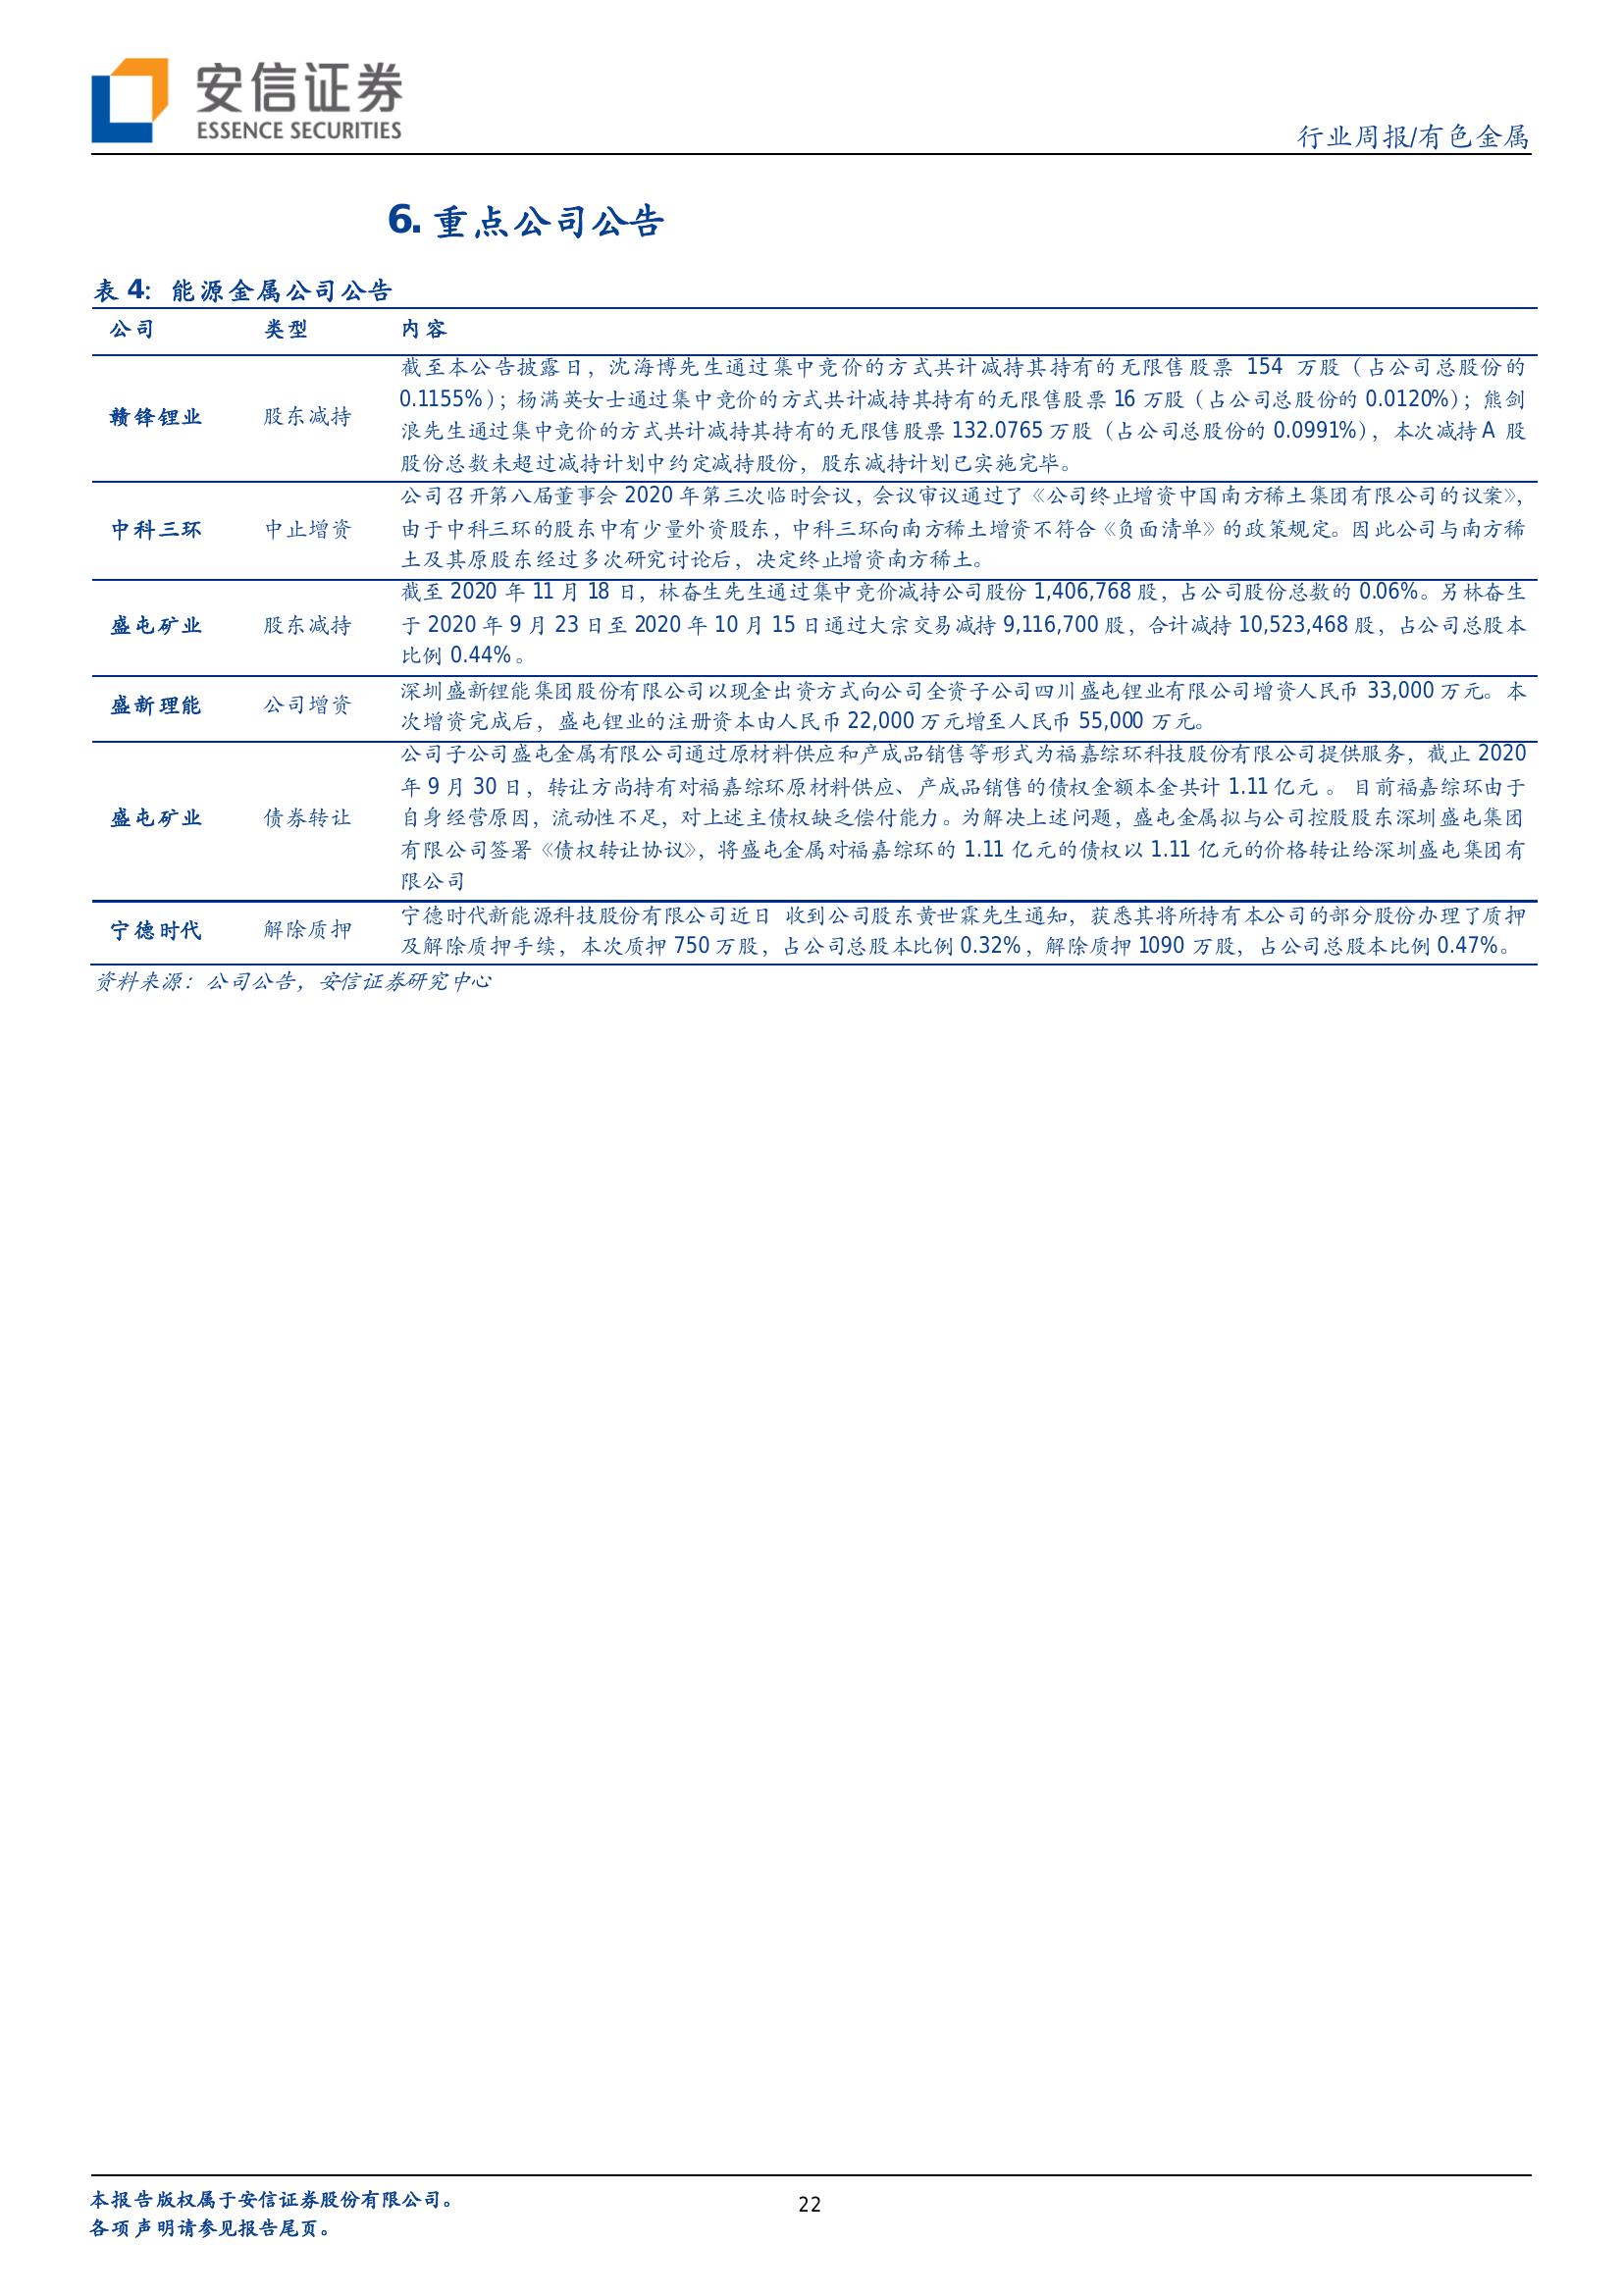 安信证券
ESSENCE SECURITIES
行业周报/有色金属
6. 重点公司公告
表 4：能源金属公司公告
公司 类型 内容
赣锋锂业 股东减持
截至本公告披露日，沈海博先生通过集中竞价的方式共计减持其持有的无限售股票 154 万股（占公司总股份的
0.1155%）；杨满英女士通过集中竞价的方式共计减持其持有的无限售股票 16 万股（占公司总股份的 0.0120%）；熊剑
浪先生通过集中竞价的方式共计减持其持有的无限售股票 132.0765 万股（占公司总股份的 0.0991%），本次减持 A 股
股份总数未超过减持计划中约定减持股份，股东减持计划已实施完毕。
中科三环 中止增资
公司召开第八届董事会 2020 年第三次临时会议，会议审议通过了《公司终止增资中国南方稀土集团有限公司的议案》，
由于中科三环的股东中有少量外资股东，中科三环向南方稀土增资不符合《负面清单》的政策规定。因此公司与南方稀
土及其原股东经过多次研究讨论后，决定终止增资南方稀土。
盛屯矿业 股东减持
截至 2020 年 11 月 18 日，林奋生先生通过集中竞价减持公司股份 1,406,768 股，占公司股份总数的 0.06%。另林奋生
于 2020 年 9 月 23 日至 2020 年 10 月 15 日通过大宗交易减持 9,116,700 股，合计减持 10,523,468 股，占公司总股本
比例 0.44%。
盛新理能 公司增资
深圳盛新锂能集团股份有限公司以现金出资方式向公司全资子公司四川盛屯锂业有限公司增资人民币 33,000 万元。本
次增资完成后，盛屯锂业的注册资本由人民币 22,000 万元增至人民币 55,000 万元。
盛屯矿业 债券转让
公司子公司盛屯金属有限公司通过原材料供应和产成品销售等形式为福嘉综环科技股份有限公司提供服务，截止 2020
年 9 月 30 日，转让方尚持有对福嘉综环原材料供应、产成品销售的债权金额本金共计 1.11 亿元 。 目前福嘉综环由于
自身经营原因，流动性不足，对上述主债权缺乏偿付能力。为解决上述问题，盛屯金属拟与公司控股股东深圳盛屯集团
有限公司签署《债权转让协议》，将盛屯金属对福嘉综环的 1.11 亿元的债权以 1.11 亿元的价格转让给深圳盛屯集团有
限公司
宁德时代 解除质押
宁德时代新能源科技股份有限公司近日 收到公司股东黄世霖先生通知，获悉其将所持有本公司的部分股份办理了质押
及解除质押手续，本次质押 750 万股，占公司总股本比例 0.32%，解除质押 1090 万股，占公司总股本比例 0.47%。
资料来源：公司公告，安信证券研究中心
本报告版权属于安信证券股份有限公司。
各项声明请参见报告尾页。
22